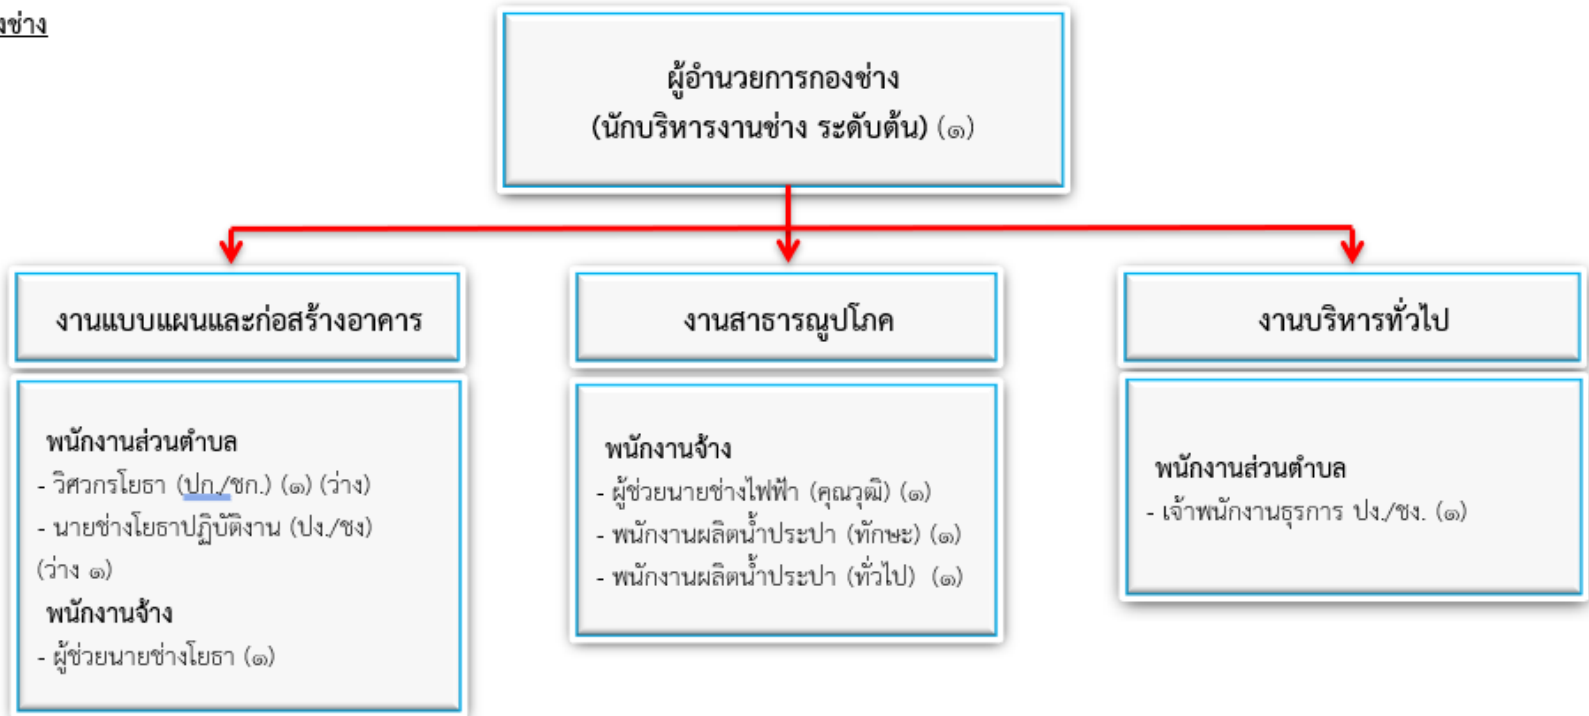 ช่าง
ผู้อำนวยการกองช่าง
(นักบริหารงานช่าง ระดับต้น) (๑)
งานแบบแผนและก่อสร้างอาคาร
พนักงานส่วนตำบล
- วิศวกรโยธา (ปก./ชก.) (๑) (ว่าง)
- นายช่างโยธาปฏิบัติงาน (ปง./ชง)
(ว่าง ๑)
พนักงานจ้าง
- ผู้ช่วยนายช่างโยธา (๑)
งานสาธารณูปโภค
พนักงานจ้าง
- ผู้ช่วยนายช่างไฟฟ้า (คุณวุฒิ) (๑)
- พนักงานผลิตน้ำประปา (ทักษะ) (๑)
- พนักงานผลิตน้ำประปา (ทั่วไป) (๑)
งานบริหารทั่วไป
พนักงานส่วนตำบล
- เจ้าพนักงานธุรการ ปง./ชง. (๑)